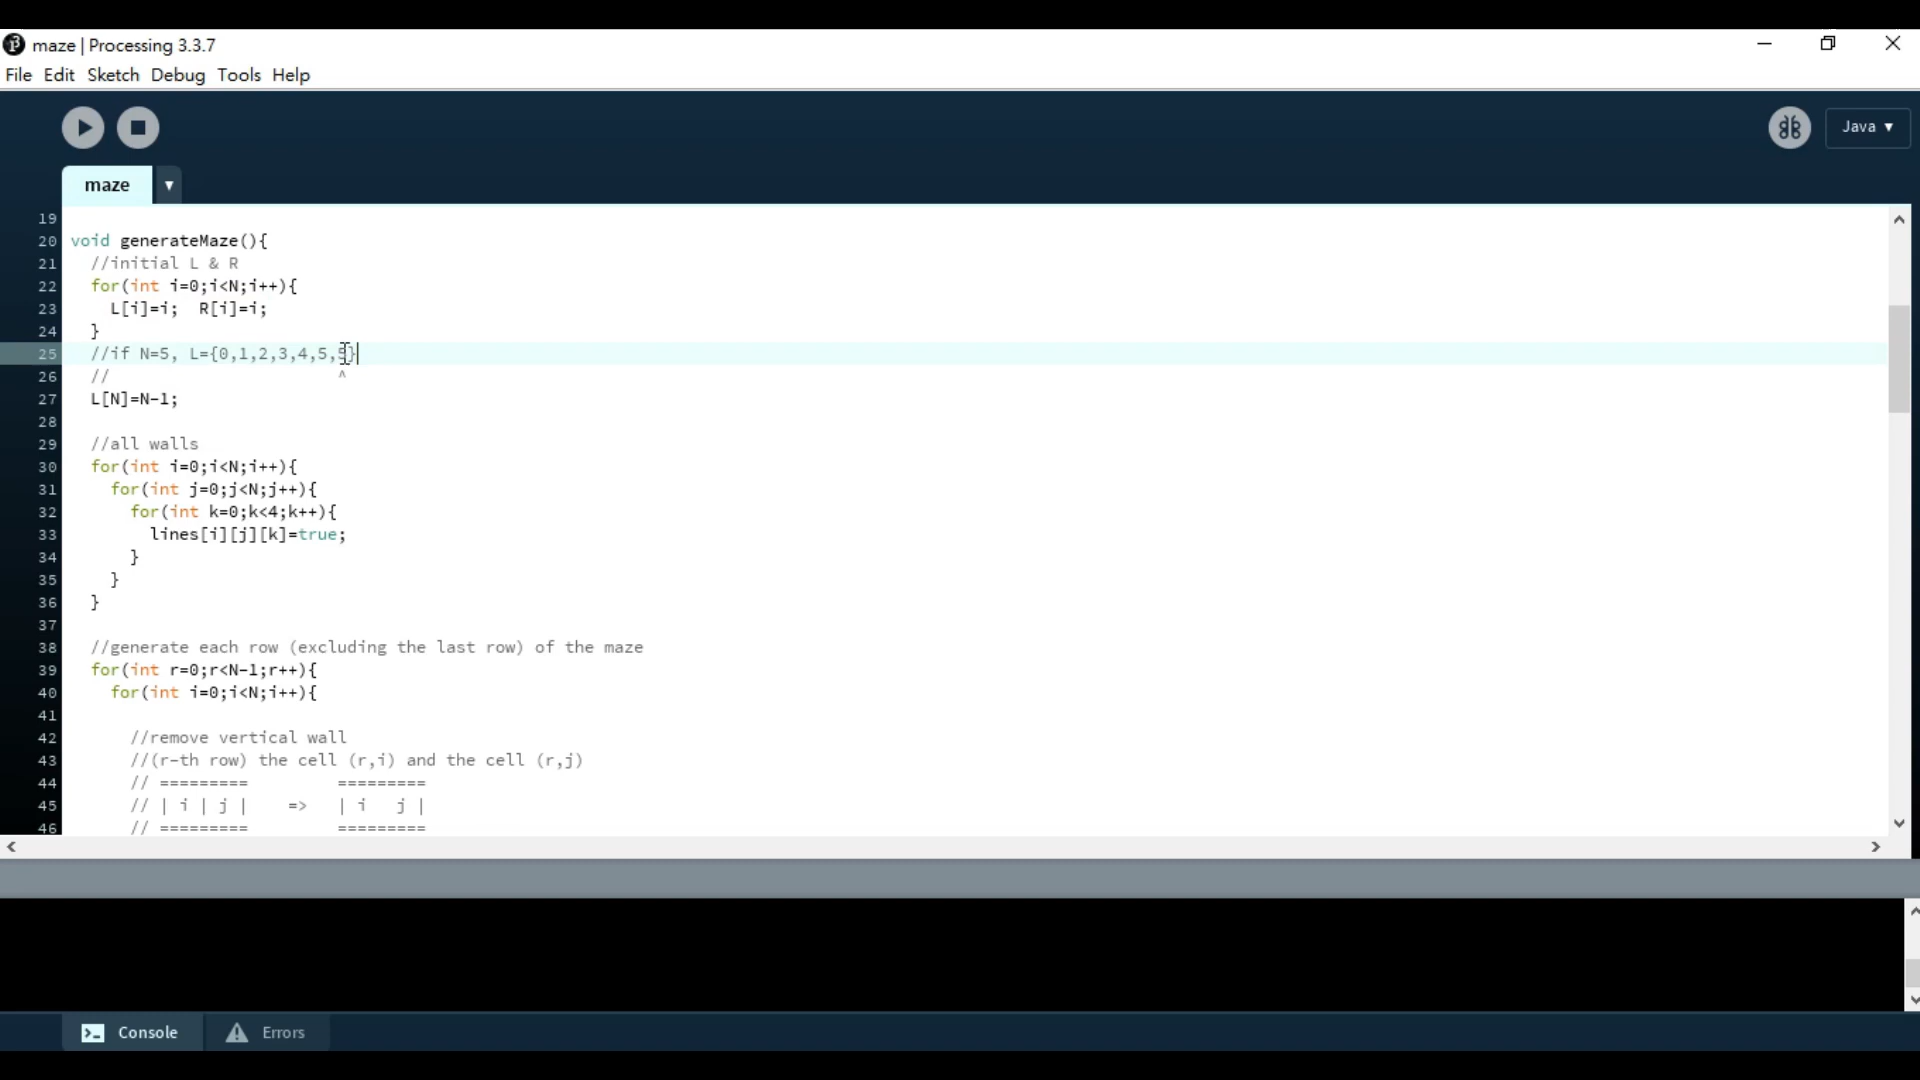 maze | Processing 3.3.7
File Edit Sketch Debug Tools Help
Java ▾
maze ▾
19
20 void generateMaze(){
21   //initial L & R
22   for(int i=0;i<N;i++){
23     L[i]=i;  R[i]=i;
24   }
25   //if N=5, L={0,1,2,3,4,5,5}
26   //                       ^
27   L[N]=N-1;
28
29   //all walls
30   for(int i=0;i<N;i++){
31     for(int j=0;j<N;j++){
32       for(int k=0;k<4;k++){
33         lines[i][j][k]=true;
34       }
35     }
36   }
37
38   //generate each row (excluding the last row) of the maze
39   for(int r=0;r<N-1;r++){
40     for(int i=0;i<N;i++){
41
42       //remove vertical wall
43       //(r-th row) the cell (r,i) and the cell (r,j)
44       // =========         =========
45       // | i | j |    =>   | i   j |
46       // =========         =========
Console
Errors